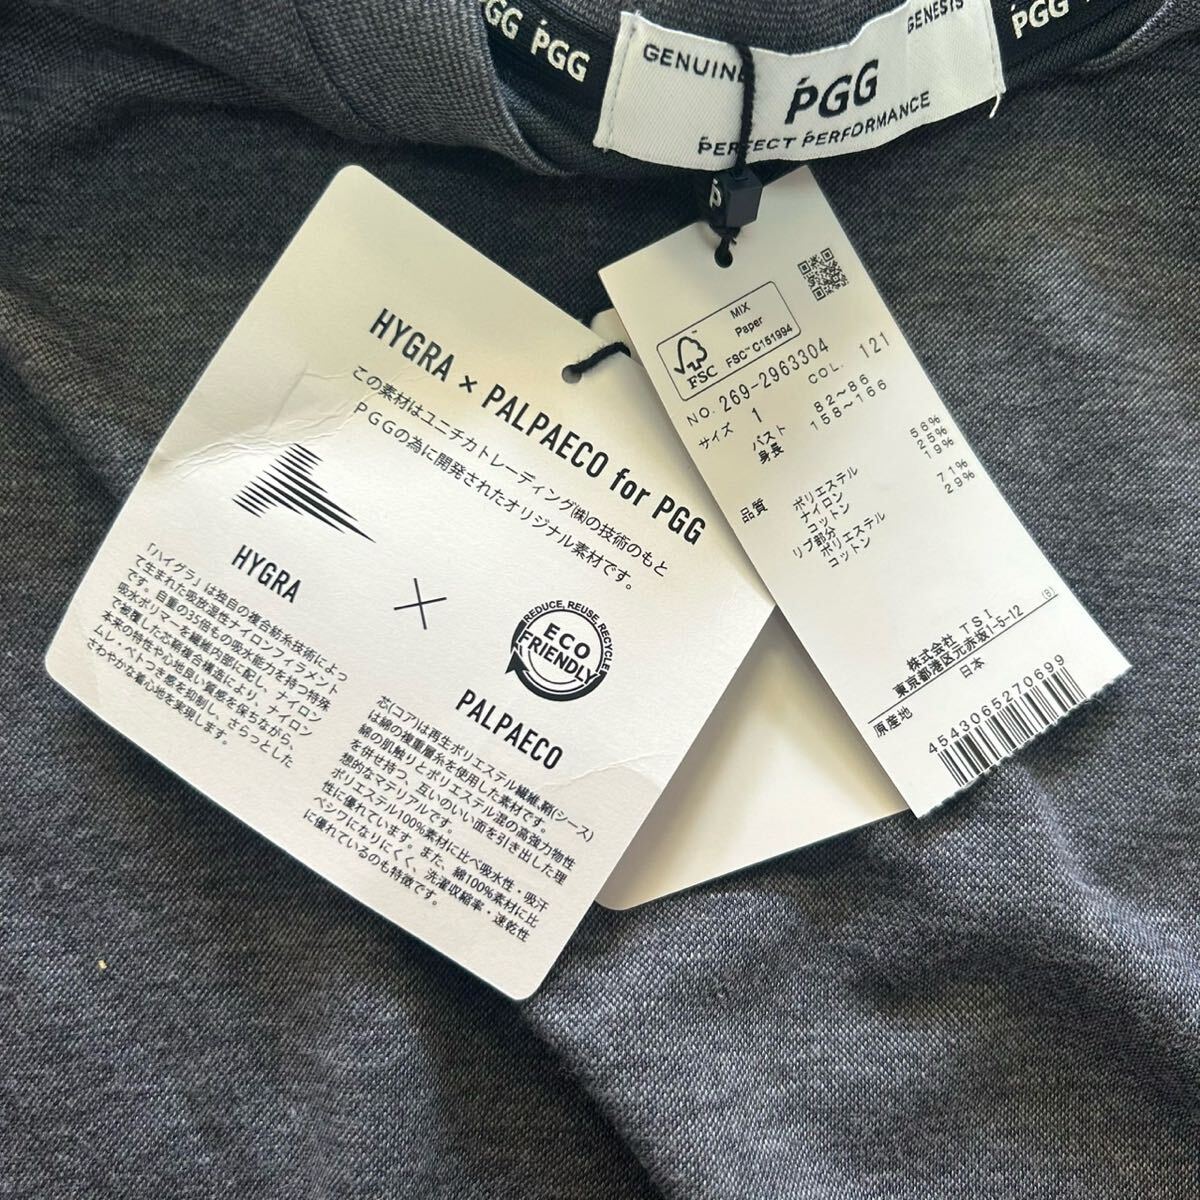 PGG PGG
GENUINE
GENESIS
PGG
PERFECT PERFORMANCE
PGG
P
HYGRA × PALPAECO for PGG
この素材はユニチカトレーディング㈱の技術のもと
PGGの為に開発されたオリジナル素材です。
HYGRA
×
REDUCE, REUSE, RECYCLE
ECO
FRIENDLY
PALPAECO
「ハイグラ」は独自の複合紡糸技術によっ
て生まれた吸放湿性ナイロンフィラメント
です。自重の35倍もの吸水能力を持つ特殊
吸水ポリマーを繊維内部に配し、ナイロン
で被覆した芯鞘複合構造により、ナイロン
本来の特性や心地良い質感を保ちながら、
ムレ・べとつき感を抑制し、さらっとした
さわやかな着心地を実現します。
芯(コア)は再生ポリエステル繊維、鞘(シース)
は綿の複重層糸を使用した素材です。
綿の肌触りとポリエステル混の高強力物性
を併せ持つ、互いのいい面を引き出した理
想的なマテリアルです。
ポリエステル100%素材に比べ吸水性・吸汗
性に優れています。また、綿100%素材に比
べシワになりにくく、洗濯収縮率・速乾性
に優れているのも特徴です。
FSC
MIX
Paper
FSC™ C151994
NO. 269-2963304
COL. 121
サイズ 1
バスト 82~86
身長 158~166
品質
ポリエステル 56%
ナイロン 25%
コットン 19%
リブ部分
ポリエステル 71%
コットン 29%
株式会社 TSI
東京都港区元赤坂1-5-12 (8)
原産地 日本
4543065270699